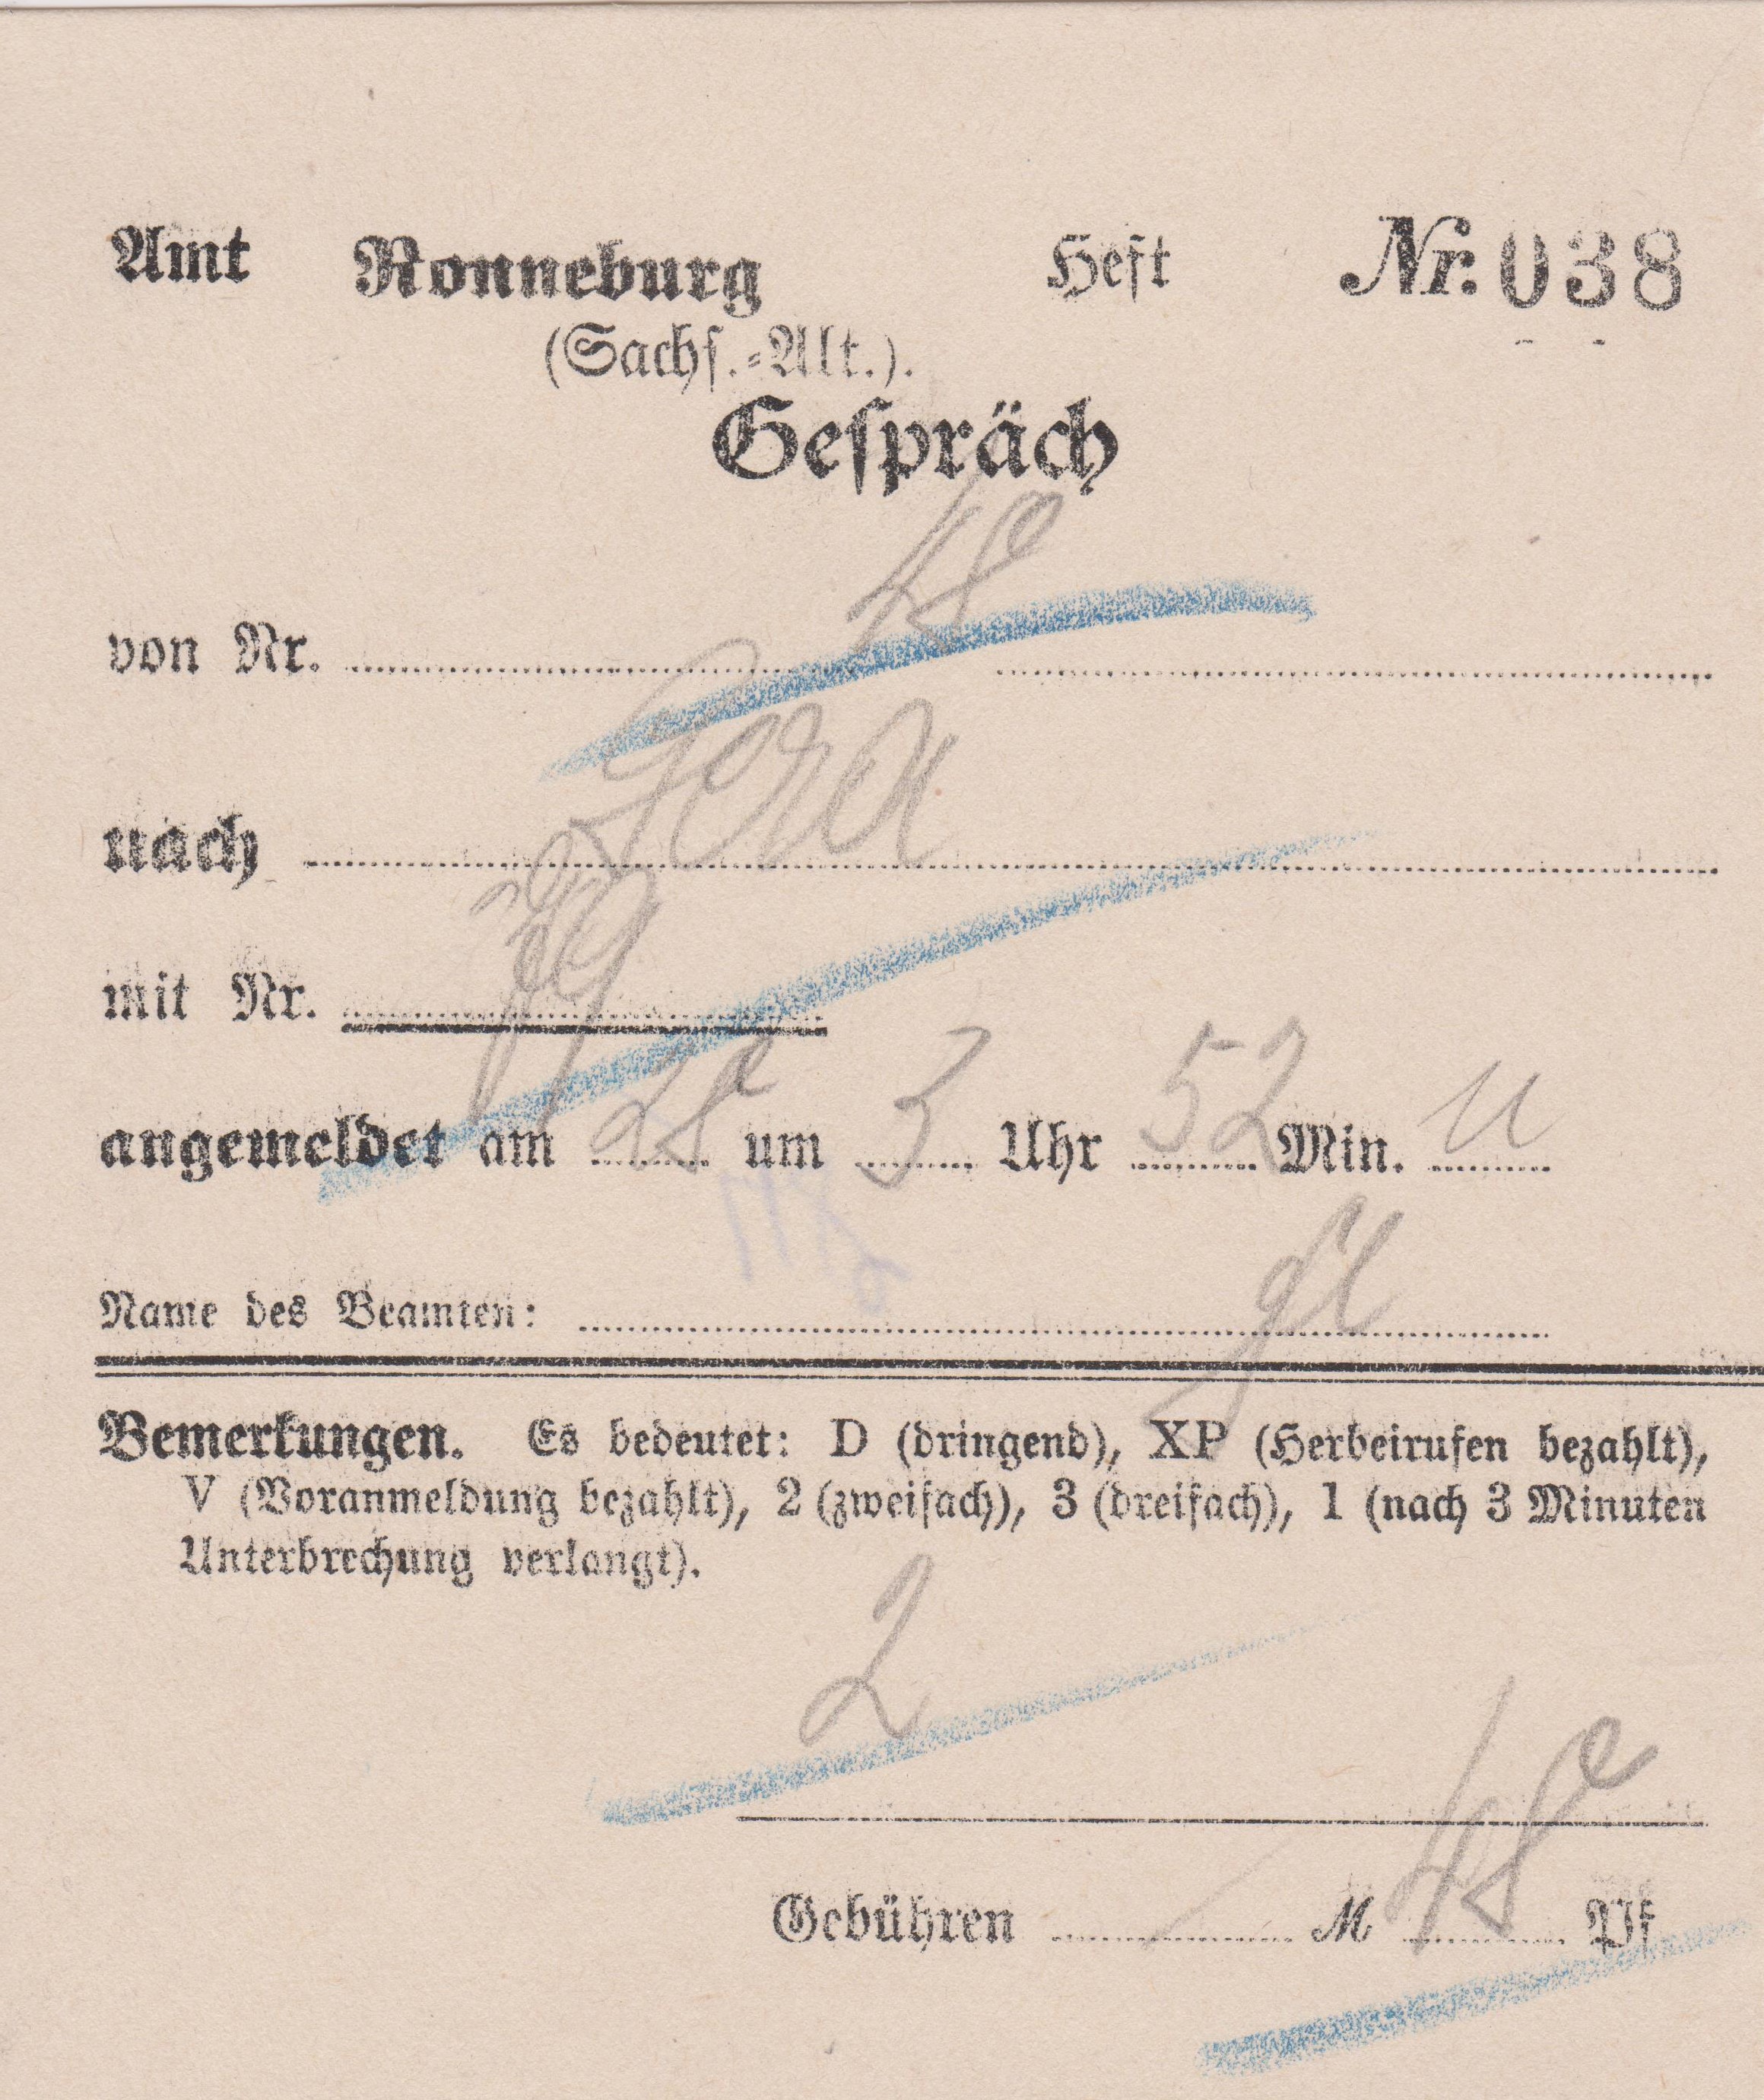 Amt Ronneburg Heft Nr. 038
(Sachs.-Alt.).
Gespräch
von Nr. 48
nach Gera
mit Nr.
angemeldet am 28 um 3 Uhr 52 Min.
Name des Beamten:
Bemerkungen. Es bedeutet: D (dringend), XP (Herbeirufen bezahlt),
V (Voranmeldung bezahlt), 2 (zweifach), 3 (dreifach), 1 (nach 3 Minuten
Unterbrechung verlangt).
2
Gebühren M 48 Pf